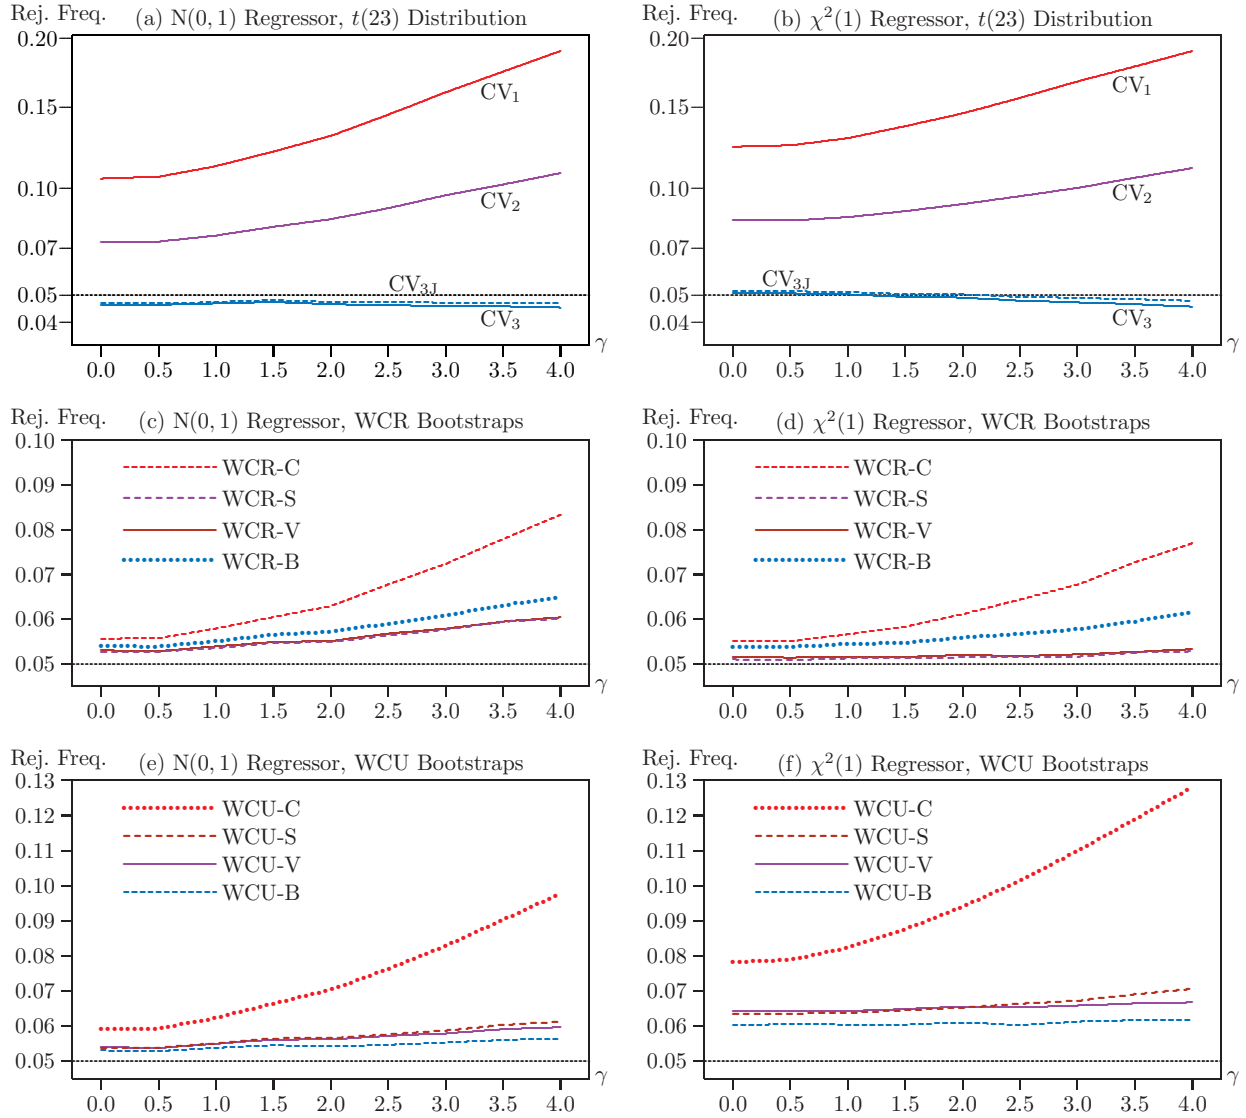 Rej. Freq. (a) N(0, 1) Regressor, t(23) Distribution
0.20
0.15
0.10
0.07
0.05
0.04
CV₁
CV₂
CV₃J
CV₃
0.0 0.5 1.0 1.5 2.0 2.5 3.0 3.5 4.0
γ
Rej. Freq. (b) χ²(1) Regressor, t(23) Distribution
0.20
0.15
0.10
0.07
0.05
0.04
CV₁
CV₂
CV₃J
CV₃
0.0 0.5 1.0 1.5 2.0 2.5 3.0 3.5 4.0
γ
Rej. Freq. (c) N(0, 1) Regressor, WCR Bootstraps
0.10
0.09
0.08
0.07
0.06
0.05
WCR-C
WCR-S
WCR-V
WCR-B
0.0 0.5 1.0 1.5 2.0 2.5 3.0 3.5 4.0
γ
Rej. Freq. (d) χ²(1) Regressor, WCR Bootstraps
0.10
0.09
0.08
0.07
0.06
0.05
WCR-C
WCR-S
WCR-V
WCR-B
0.0 0.5 1.0 1.5 2.0 2.5 3.0 3.5 4.0
γ
Rej. Freq. (e) N(0, 1) Regressor, WCU Bootstraps
0.13
0.12
0.11
0.10
0.09
0.08
0.07
0.06
0.05
WCU-C
WCU-S
WCU-V
WCU-B
0.0 0.5 1.0 1.5 2.0 2.5 3.0 3.5 4.0
γ
Rej. Freq. (f) χ²(1) Regressor, WCU Bootstraps
0.13
0.12
0.11
0.10
0.09
0.08
0.07
0.06
0.05
WCU-C
WCU-S
WCU-V
WCU-B
0.0 0.5 1.0 1.5 2.0 2.5 3.0 3.5 4.0
γ